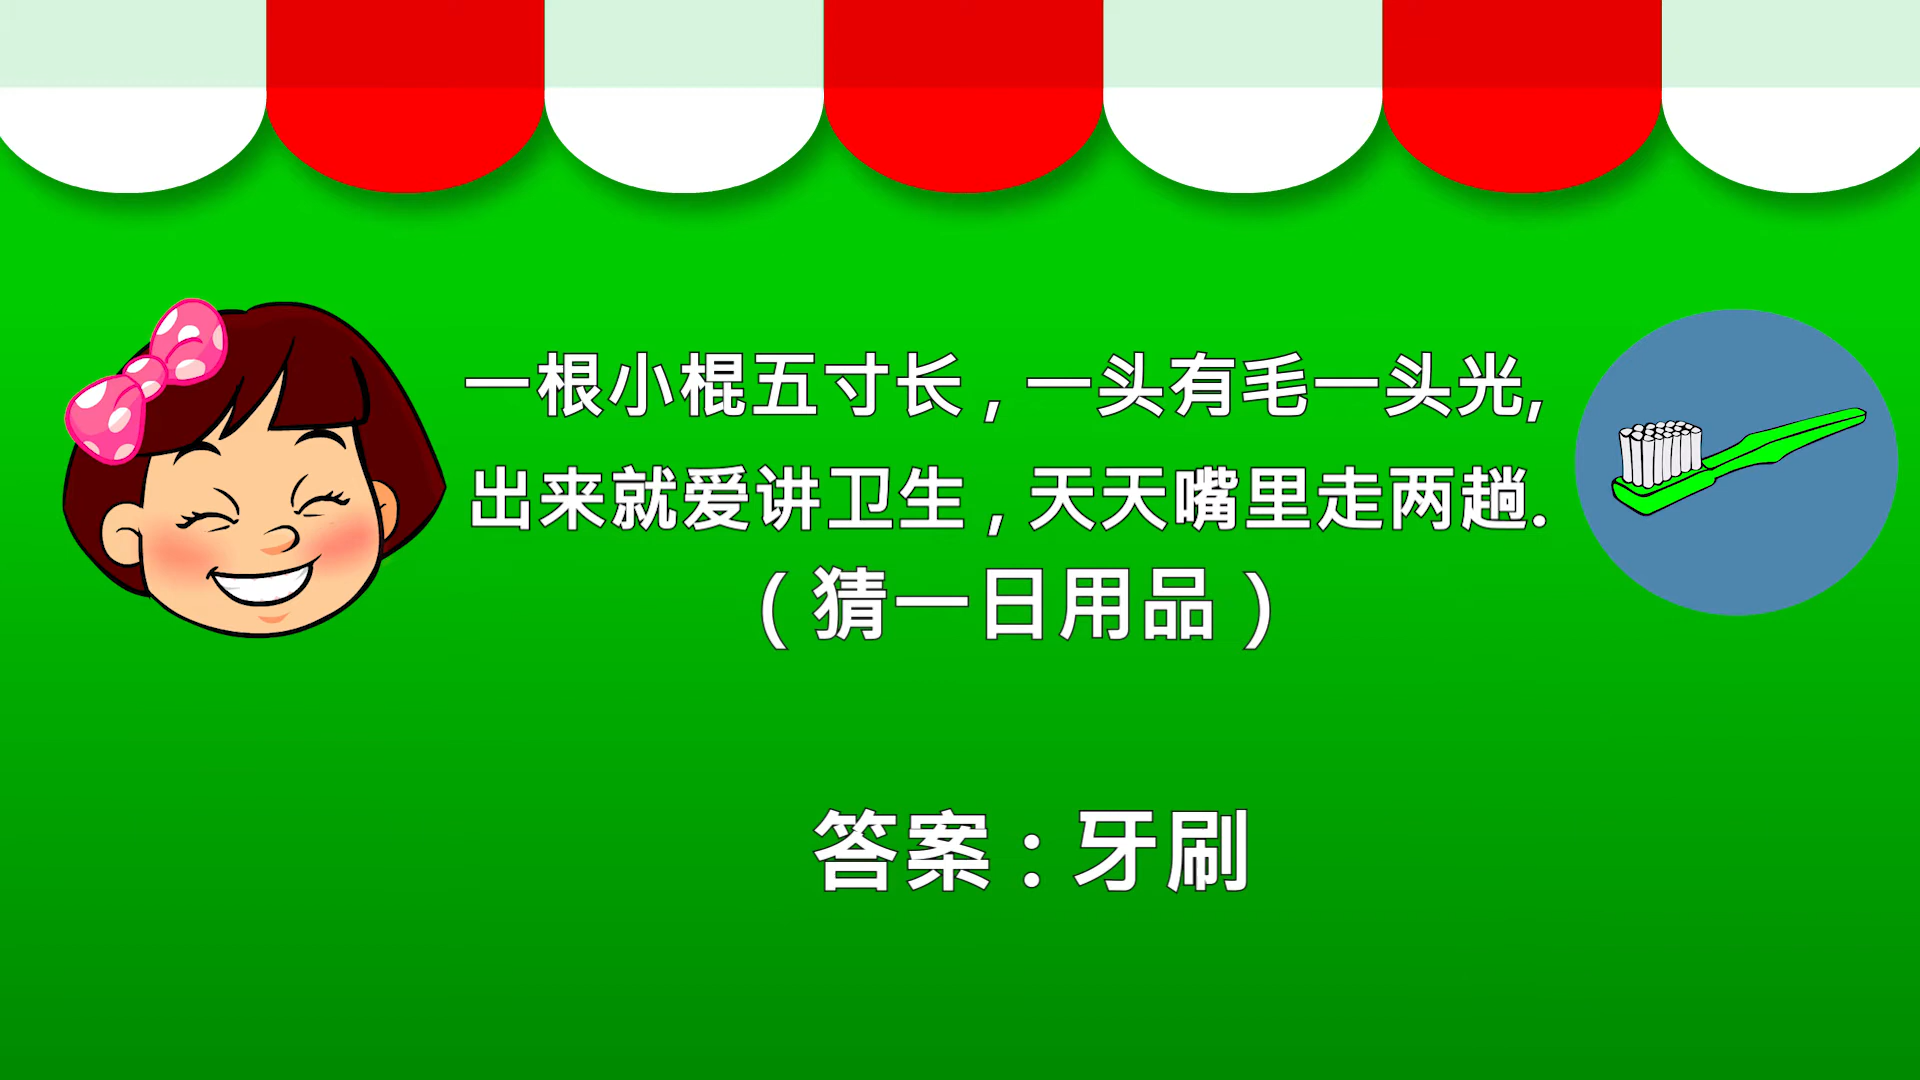 一根小棍五寸长，一头有毛一头光,
出来就爱讲卫生，天天嘴里走两趟.
（猜一日用品）
答案：牙刷